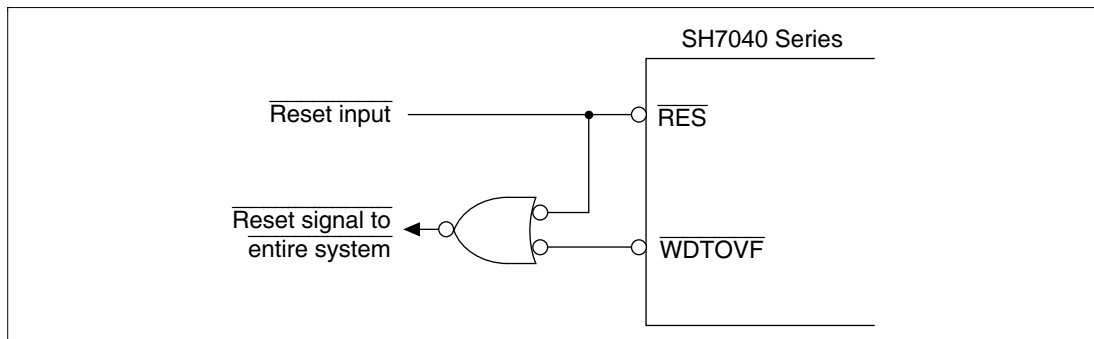 SH7040 Series
Reset input
RES
Reset signal to
entire system
WDTOVF